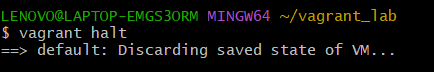 LENOVO@LAPTOP-EMGS3ORM MINGW64 ~/vagrant_lab
$ vagrant halt
==> default: Discarding saved state of VM...